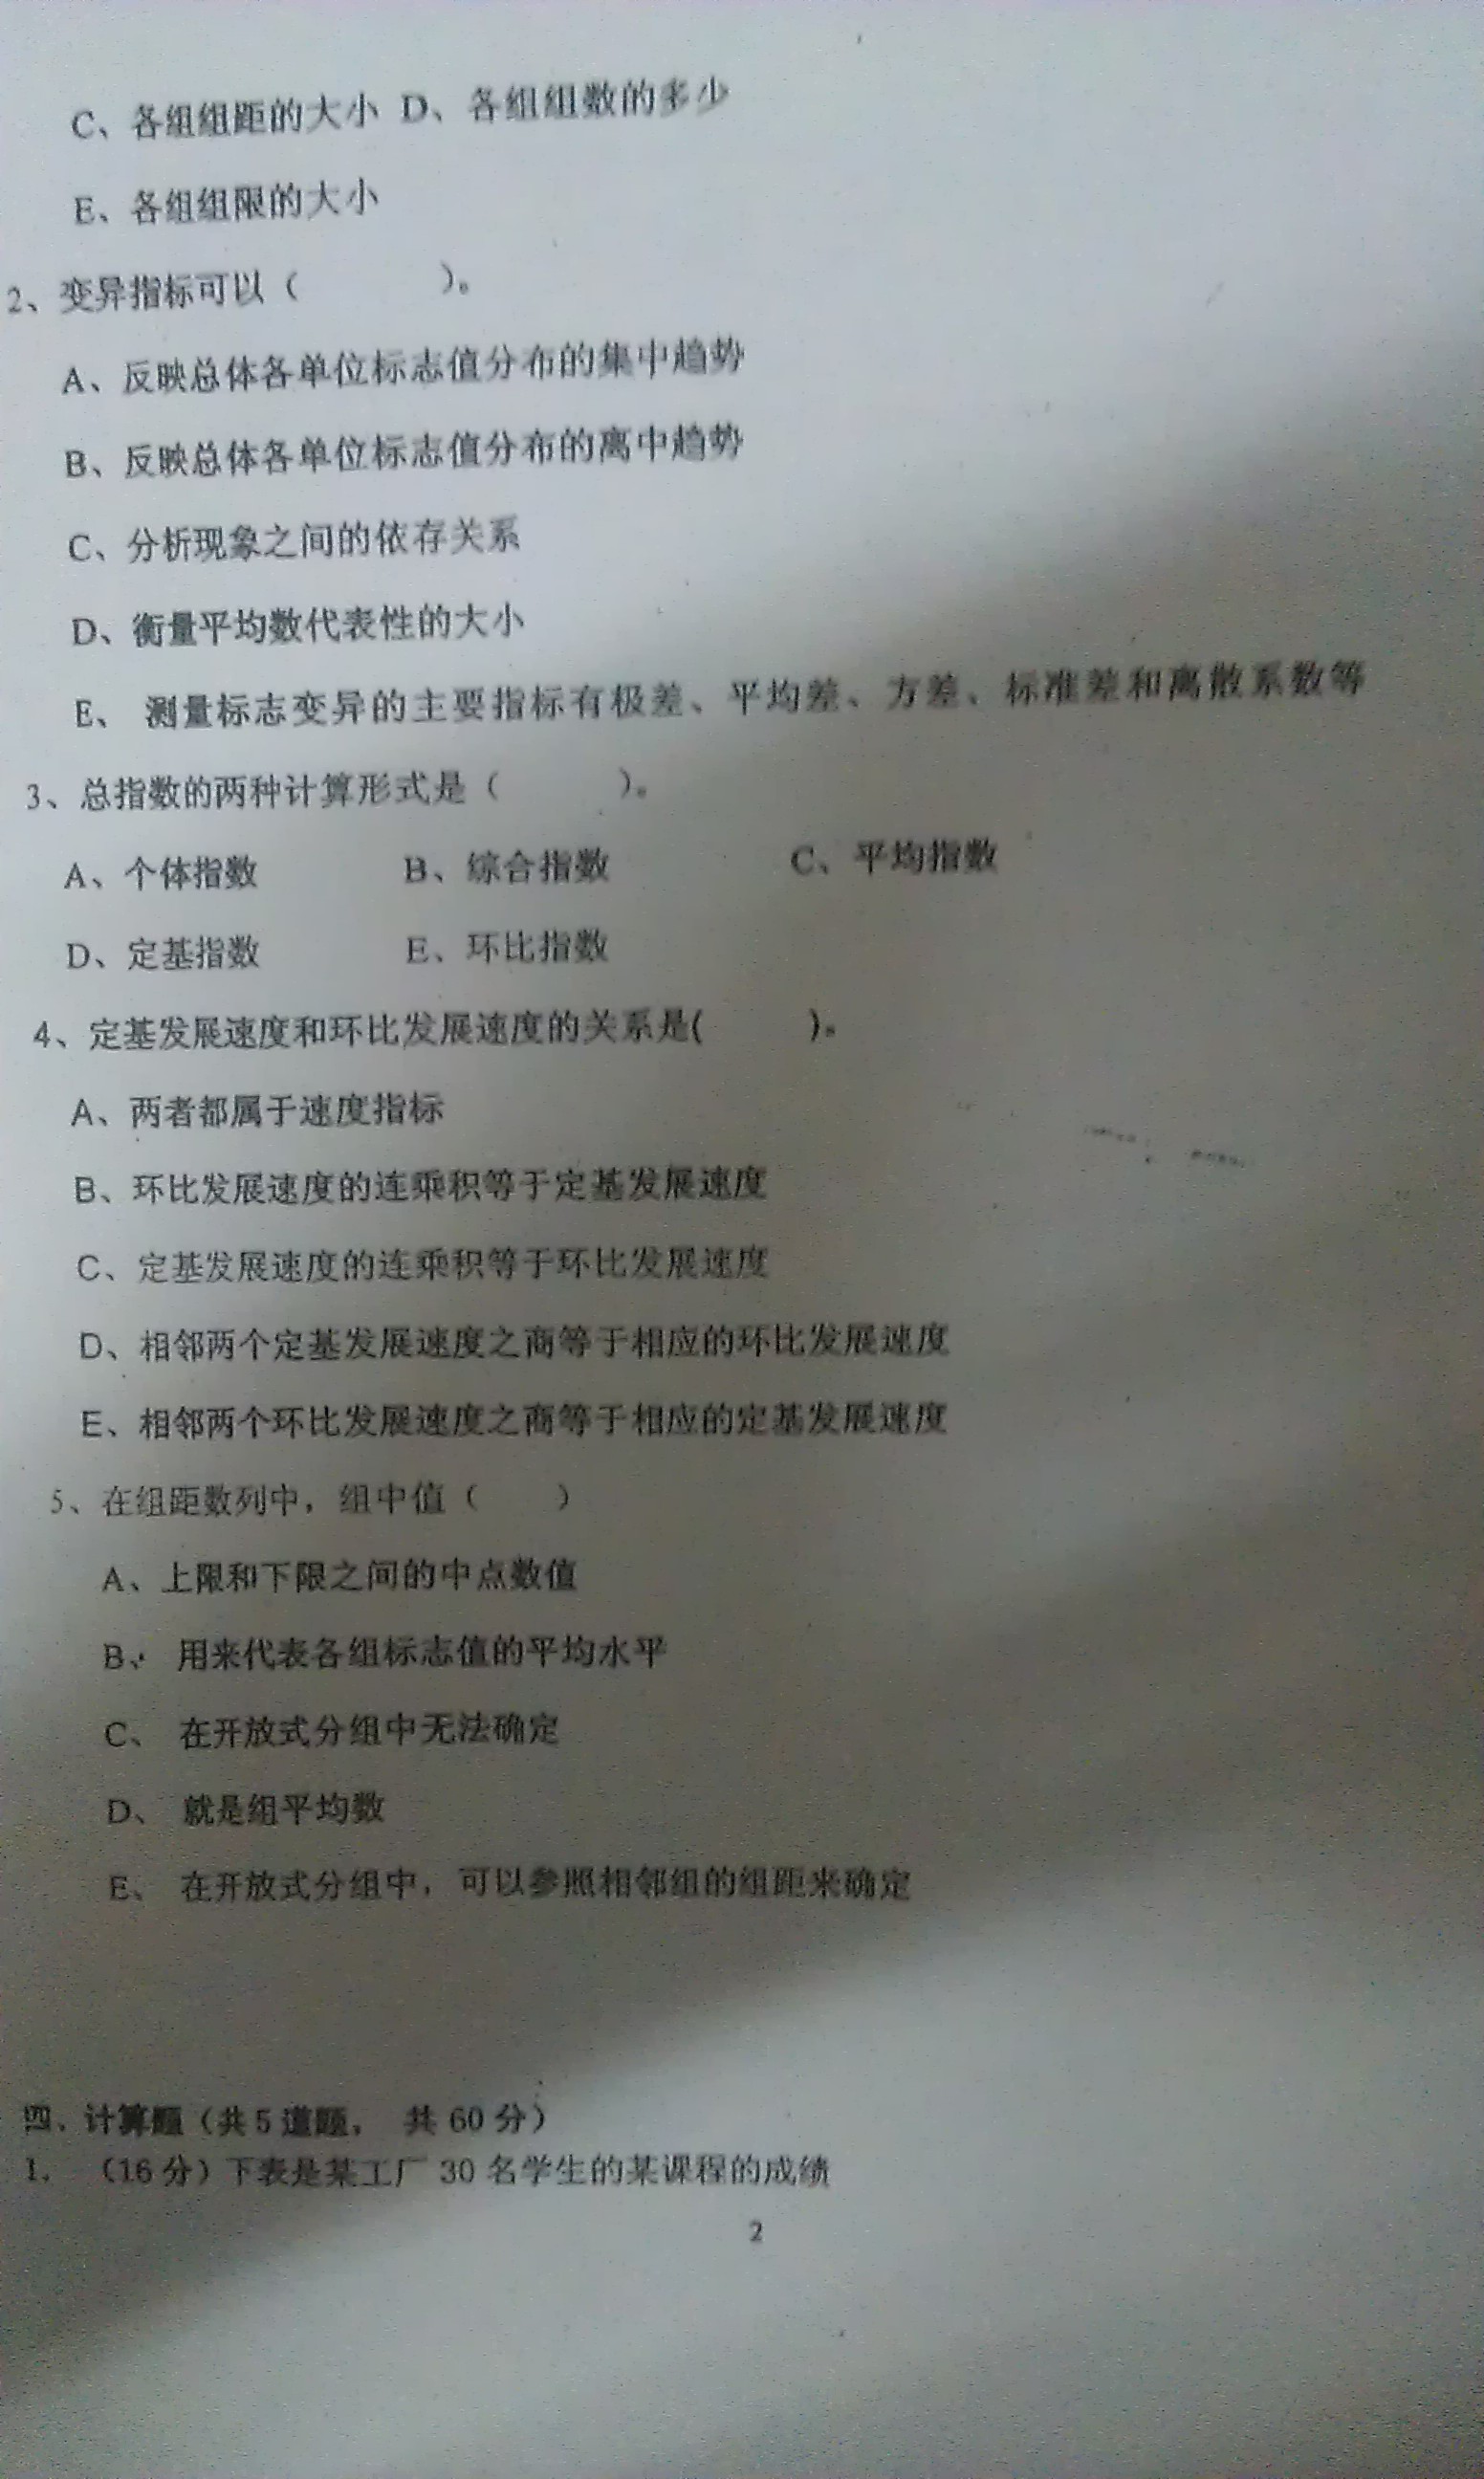 C、各组组距的大小 D、各组组数的多少
E、各组组限的大小
2、变异指标可以（ ）。
A、反映总体各单位标志值分布的集中趋势
B、反映总体各单位标志值分布的离中趋势
C、分析现象之间的依存关系
D、衡量平均数代表性的大小
E、 测量标志变异的主要指标有极差、平均差、方差、标准差和离散系数等
3、总指数的两种计算形式是（ ）。
A、个体指数 B、综合指数 C、平均指数
D、定基指数 E、环比指数
4、定基发展速度和环比发展速度的关系是( )。
A、两者都属于速度指标
B、环比发展速度的连乘积等于定基发展速度
C、定基发展速度的连乘积等于环比发展速度
D、相邻两个定基发展速度之商等于相应的环比发展速度
E、相邻两个环比发展速度之商等于相应的定基发展速度
5、在组距数列中，组中值（ ）
A、上限和下限之间的中点数值
B、 用来代表各组标志值的平均水平
C、 在开放式分组中无法确定
D、 就是组平均数
E、 在开放式分组中，可以参照相邻组的组距来确定
四、计算题（共 5 道题， 共 60 分）
1. （16 分）下表是某工厂 30 名学生的某课程的成绩
2